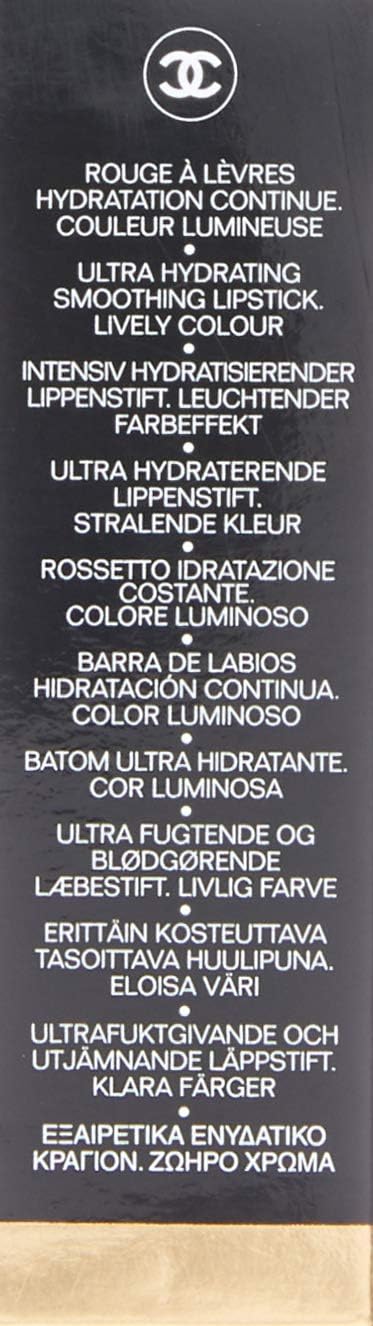 ROUGE À LÈVRES
HYDRATATION CONTINUE.
COULEUR LUMINEUSE
•
ULTRA HYDRATING
SMOOTHING LIPSTICK.
LIVELY COLOUR
•
INTENSIV HYDRATISIERENDER
LIPPENSTIFT. LEUCHTENDER
FARBEFFEKT
•
ULTRA HYDRATERENDE
LIPPENSTIFT.
STRALENDE KLEUR
•
ROSSETTO IDRATAZIONE
COSTANTE.
COLORE LUMINOSO
•
BARRA DE LABIOS
HIDRATACIÓN CONTINUA.
COLOR LUMINOSO
•
BATOM ULTRA HIDRATANTE.
COR LUMINOSA
•
ULTRA FUGTENDE OG
BLØDGØRENDE
LÆBESTIFT. LIVLIG FARVE
•
ERITTÄIN KOSTEUTTAVA
TASOITTAVA HUULIPUNA.
ELOISA VÄRI
•
ULTRAFUKTGIVANDE OCH
UTJÄMNANDE LÄPPSTIFT.
KLARA FÄRGER
•
ΕΞΑΙΡΕΤΙΚΑ ΕΝΥΔΑΤΙΚΟ
ΚΡΑΓΙΟΝ. ΖΩΗΡΟ ΧΡΩΜΑ